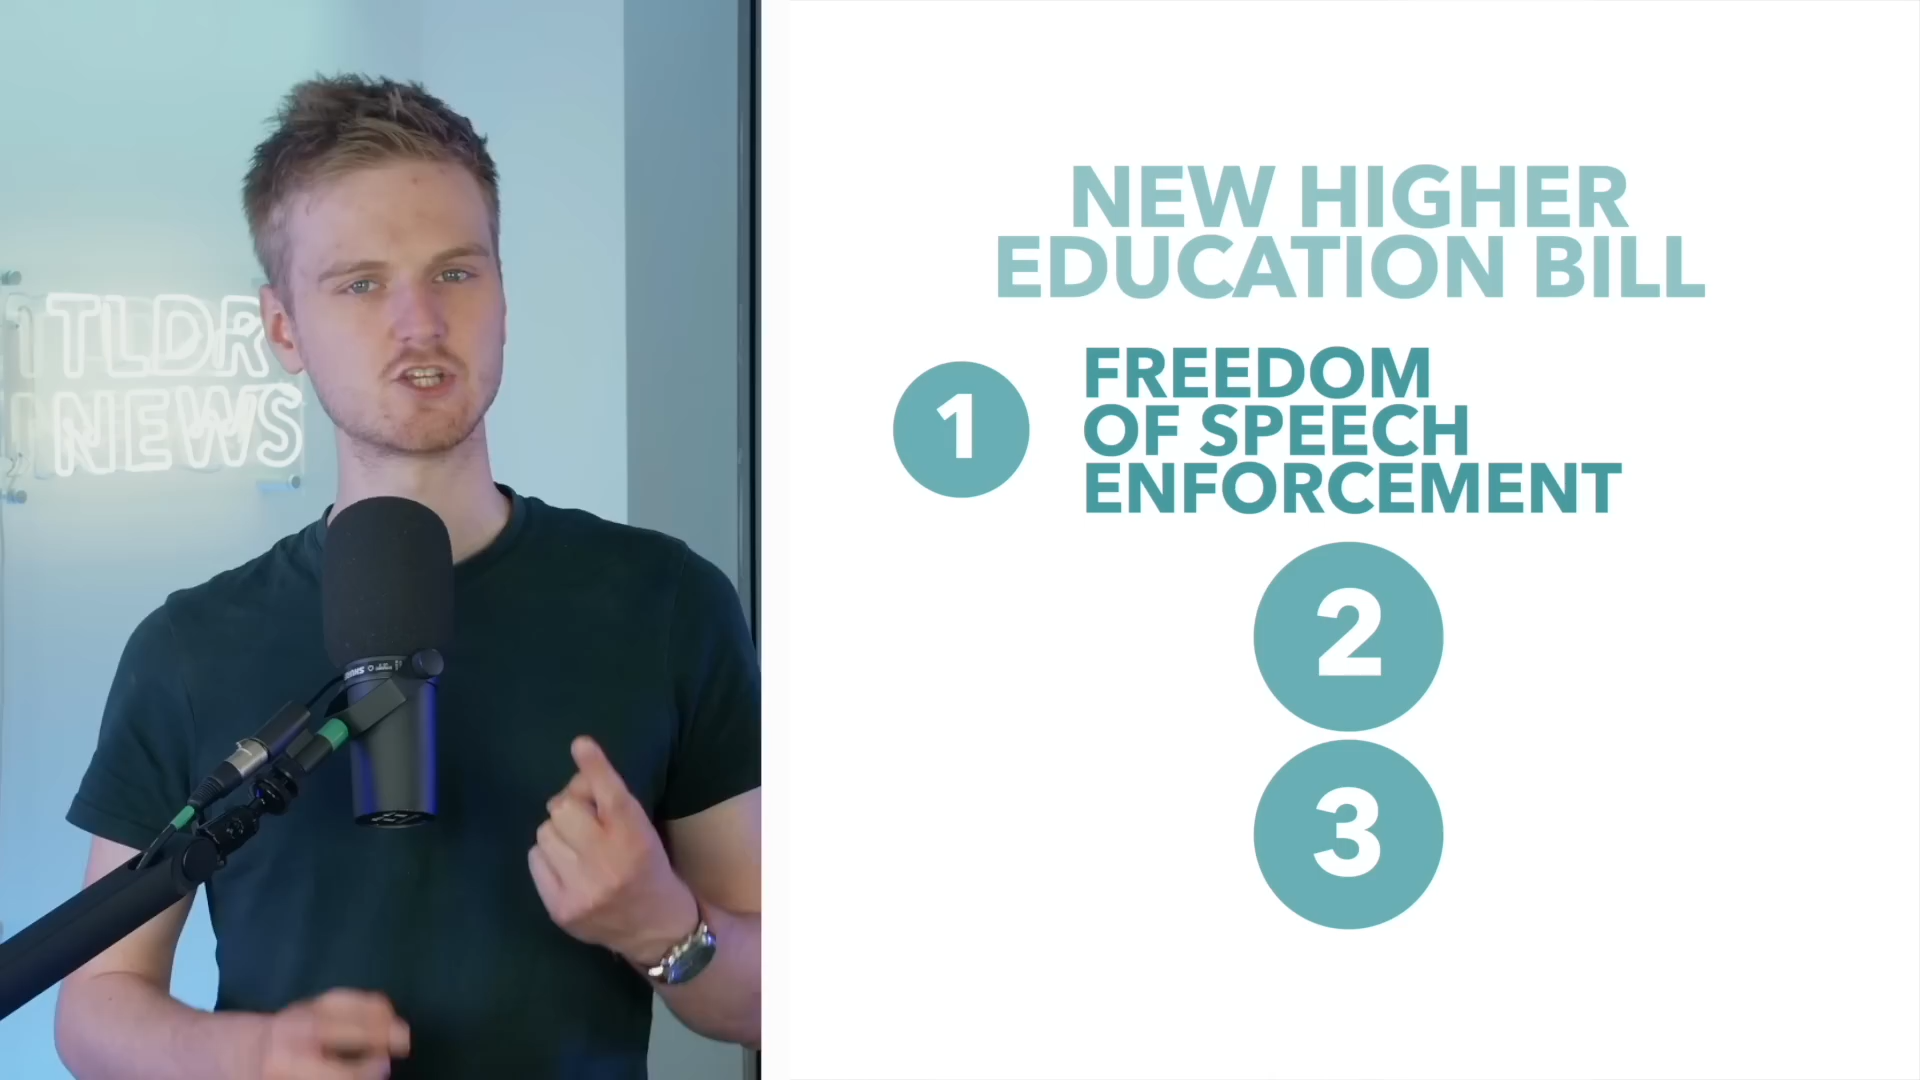 TLDR
NEWS
NEW HIGHER
EDUCATION BILL
1
FREEDOM
OF SPEECH
ENFORCEMENT
2
3